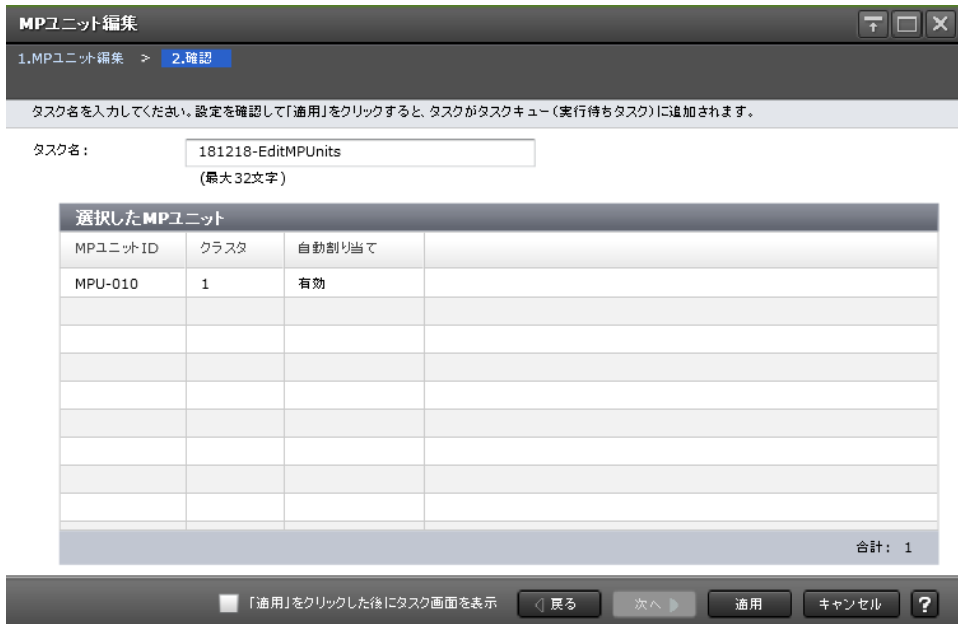 MPユニット編集
1.MPユニット編集 > 2.確認
タスク名を入力してください。設定を確認して「適用」をクリックすると、タスクがタスクキュー(実行待ちタスク)に追加されます。
タスク名: 181218-EditMPUnits
(最大32文字)
選択したMPユニット
MPユニットID クラスタ 自動割り当て
MPU-010 1 有効
合計: 1
「適用」をクリックした後にタスク画面を表示 戻る 次へ 適用 キャンセル ?